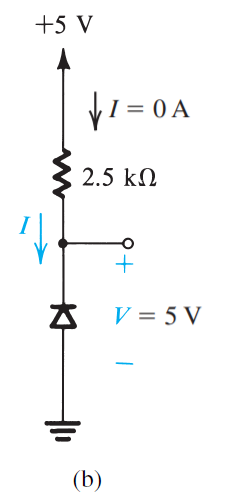 +5 V
I = 0 A
2.5 kΩ
I
+
V = 5 V
−
(b)